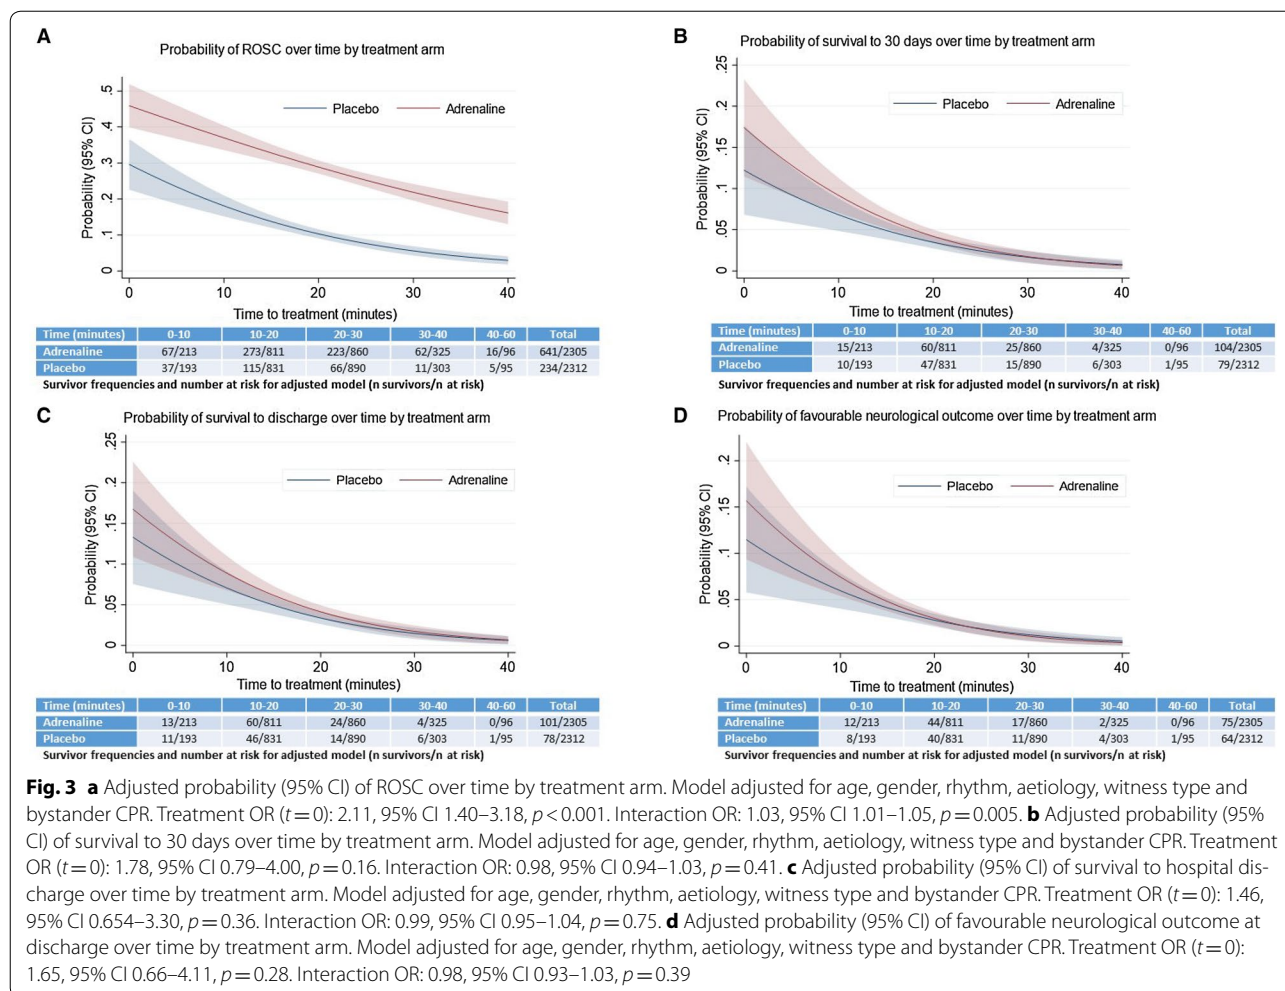 A
Probability of ROSC over time by treatment arm
Placebo Adrenaline
Probability (95% CI)
.5
.4
.3
.2
.1
0
0 10 20 30 40
Time to treatment (minutes)
Time (minutes) 0-10 10-20 20-30 30-40 40-60 Total
Adrenaline 67/213 273/811 223/860 62/325 16/96 641/2305
Placebo 37/193 115/831 66/890 11/303 5/95 234/2312
Survivor frequencies and number at risk for adjusted model (n survivors/n at risk)
B
Probability of survival to 30 days over time by treatment arm
Placebo Adrenaline
Probability (95% CI)
.25
.2
.15
.1
.05
0
0 10 20 30 40
Time to treatment (minutes)
Time (minutes) 0-10 10-20 20-30 30-40 40-60 Total
Adrenaline 15/213 60/811 25/860 4/325 0/96 104/2305
Placebo 10/193 47/831 15/890 6/303 1/95 79/2312
Survivor frequencies and number at risk for adjusted model (n survivors/n at risk)
C
Probability of survival to discharge over time by treatment arm
Placebo Adrenaline
Probability (95% CI)
.25
.2
.15
.1
.05
0
0 10 20 30 40
Time to treatment (minutes)
Time (minutes) 0-10 10-20 20-30 30-40 40-60 Total
Adrenaline 13/213 60/811 24/860 4/325 0/96 101/2305
Placebo 11/193 46/831 14/890 6/303 1/95 78/2312
Survivor frequencies and number at risk for adjusted model (n survivors/n at risk)
D
Probability of favourable neurological outcome over time by treatment arm
Placebo Adrenaline
Probability (95% CI)
.2
.15
.1
.05
0
0 10 20 30 40
Time to treatment (minutes)
Time (minutes) 0-10 10-20 20-30 30-40 40-60 Total
Adrenaline 12/213 44/811 17/860 2/325 0/96 75/2305
Placebo 8/193 40/831 11/890 4/303 1/95 64/2312
Survivor frequencies and number at risk for adjusted model (n survivors/n at risk)
Fig. 3 a Adjusted probability (95% CI) of ROSC over time by treatment arm. Model adjusted for age, gender, rhythm, aetiology, witness type and
bystander CPR. Treatment OR (t = 0): 2.11, 95% CI 1.40–3.18, p < 0.001. Interaction OR: 1.03, 95% CI 1.01–1.05, p = 0.005. b Adjusted probability (95%
CI) of survival to 30 days over time by treatment arm. Model adjusted for age, gender, rhythm, aetiology, witness type and bystander CPR. Treatment
OR (t = 0): 1.78, 95% CI 0.79–4.00, p = 0.16. Interaction OR: 0.98, 95% CI 0.94–1.03, p = 0.41. c Adjusted probability (95% CI) of survival to hospital dis-
charge over time by treatment arm. Model adjusted for age, gender, rhythm, aetiology, witness type and bystander CPR. Treatment OR (t = 0): 1.46,
95% CI 0.654–3.30, p = 0.36. Interaction OR: 0.99, 95% CI 0.95–1.04, p = 0.75. d Adjusted probability (95% CI) of favourable neurological outcome at
discharge over time by treatment arm. Model adjusted for age, gender, rhythm, aetiology, witness type and bystander CPR. Treatment OR (t = 0):
1.65, 95% CI 0.66–4.11, p = 0.28. Interaction OR: 0.98, 95% CI 0.93–1.03, p = 0.39